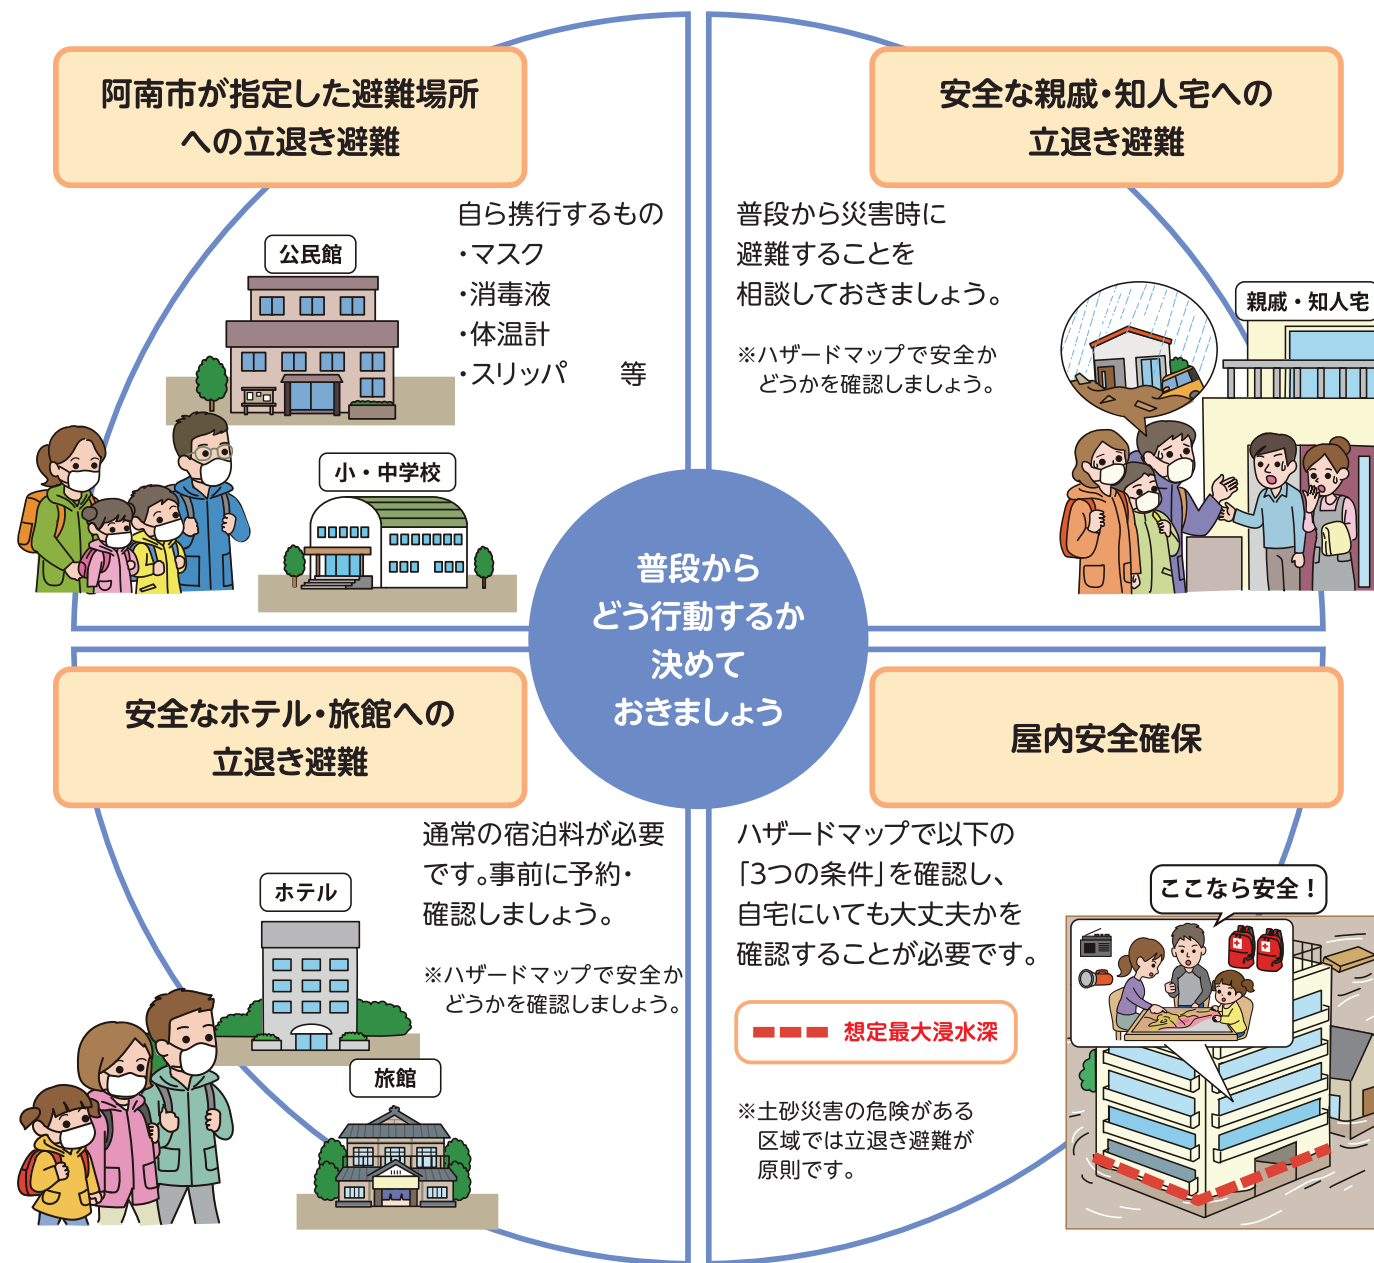 阿南市が指定した避難場所
への立退き避難
自ら携行するもの
・マスク
・消毒液
・体温計
・スリッパ　　等
公民館
小・中学校
安全な親戚・知人宅への
立退き避難
普段から災害時に
避難することを
相談しておきましょう。
※ハザードマップで安全か
どうかを確認しましょう。
親戚・知人宅
普段から
どう行動するか
決めて
おきましょう
安全なホテル・旅館への
立退き避難
通常の宿泊料が必要
です。事前に予約・
確認しましょう。
※ハザードマップで安全か
どうかを確認しましょう。
ホテル
旅館
屋内安全確保
ハザードマップで以下の
「3つの条件」を確認し、
自宅にいても大丈夫かを
確認することが必要です。
想定最大浸水深
※土砂災害の危険がある
区域では立退き避難が
原則です。
ここなら安全！